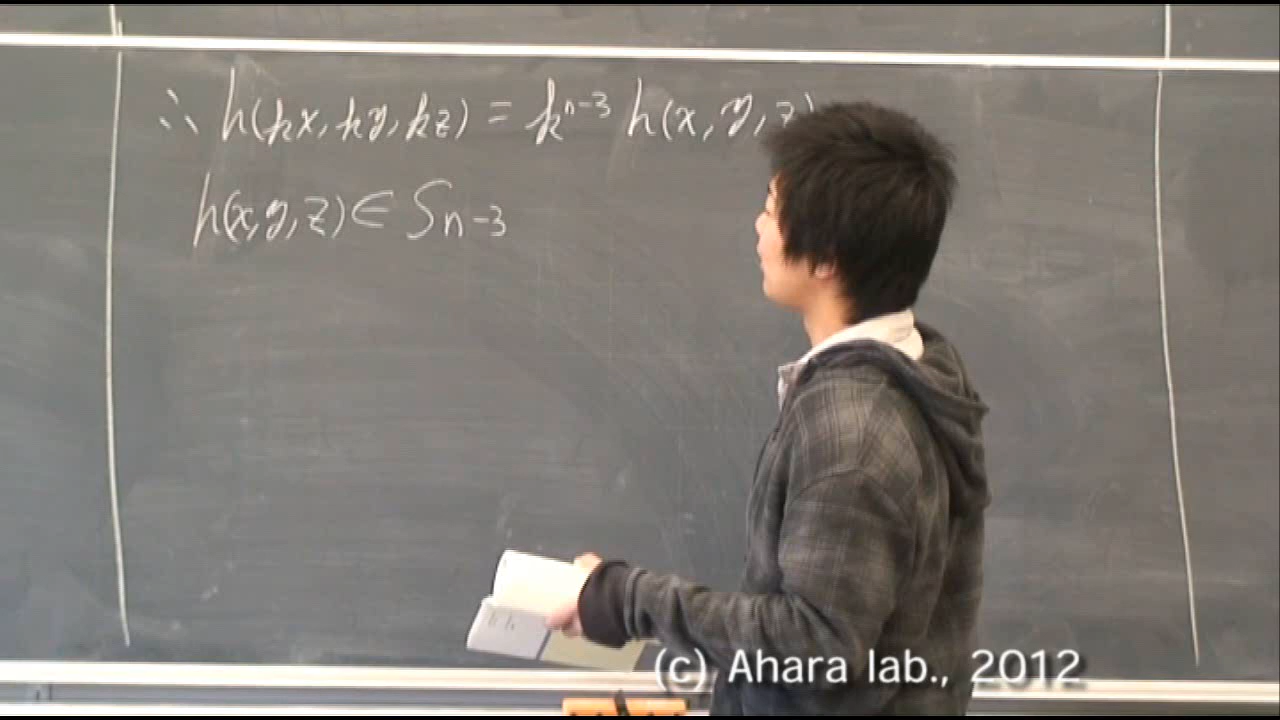 ∴ h(kx, ky, kz) = k^{n-3} h(x, y, z)
h(x, y, z) ∈ S_{n-3}
(c) Ahara lab., 2012